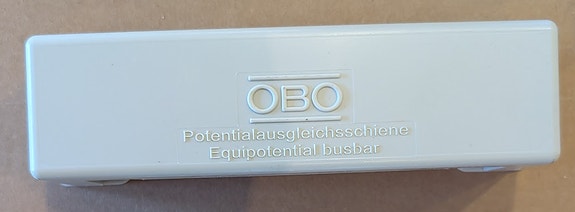 OBO
Potentialausgleichsschiene
Equipotential busbar